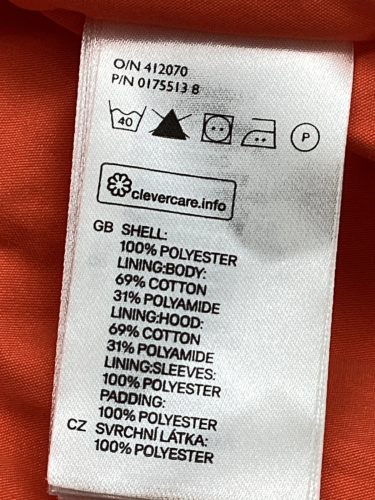 O/N 412070
P/N 0175513 8
40
P
clevercare.info
GB SHELL:
100% POLYESTER
LINING:BODY:
69% COTTON
31% POLYAMIDE
LINING:HOOD:
69% COTTON
31% POLYAMIDE
LINING:SLEEVES:
100% POLYESTER
PADDING:
100% POLYESTER
CZ SVRCHNÍ LÁTKA:
100% POLYESTER